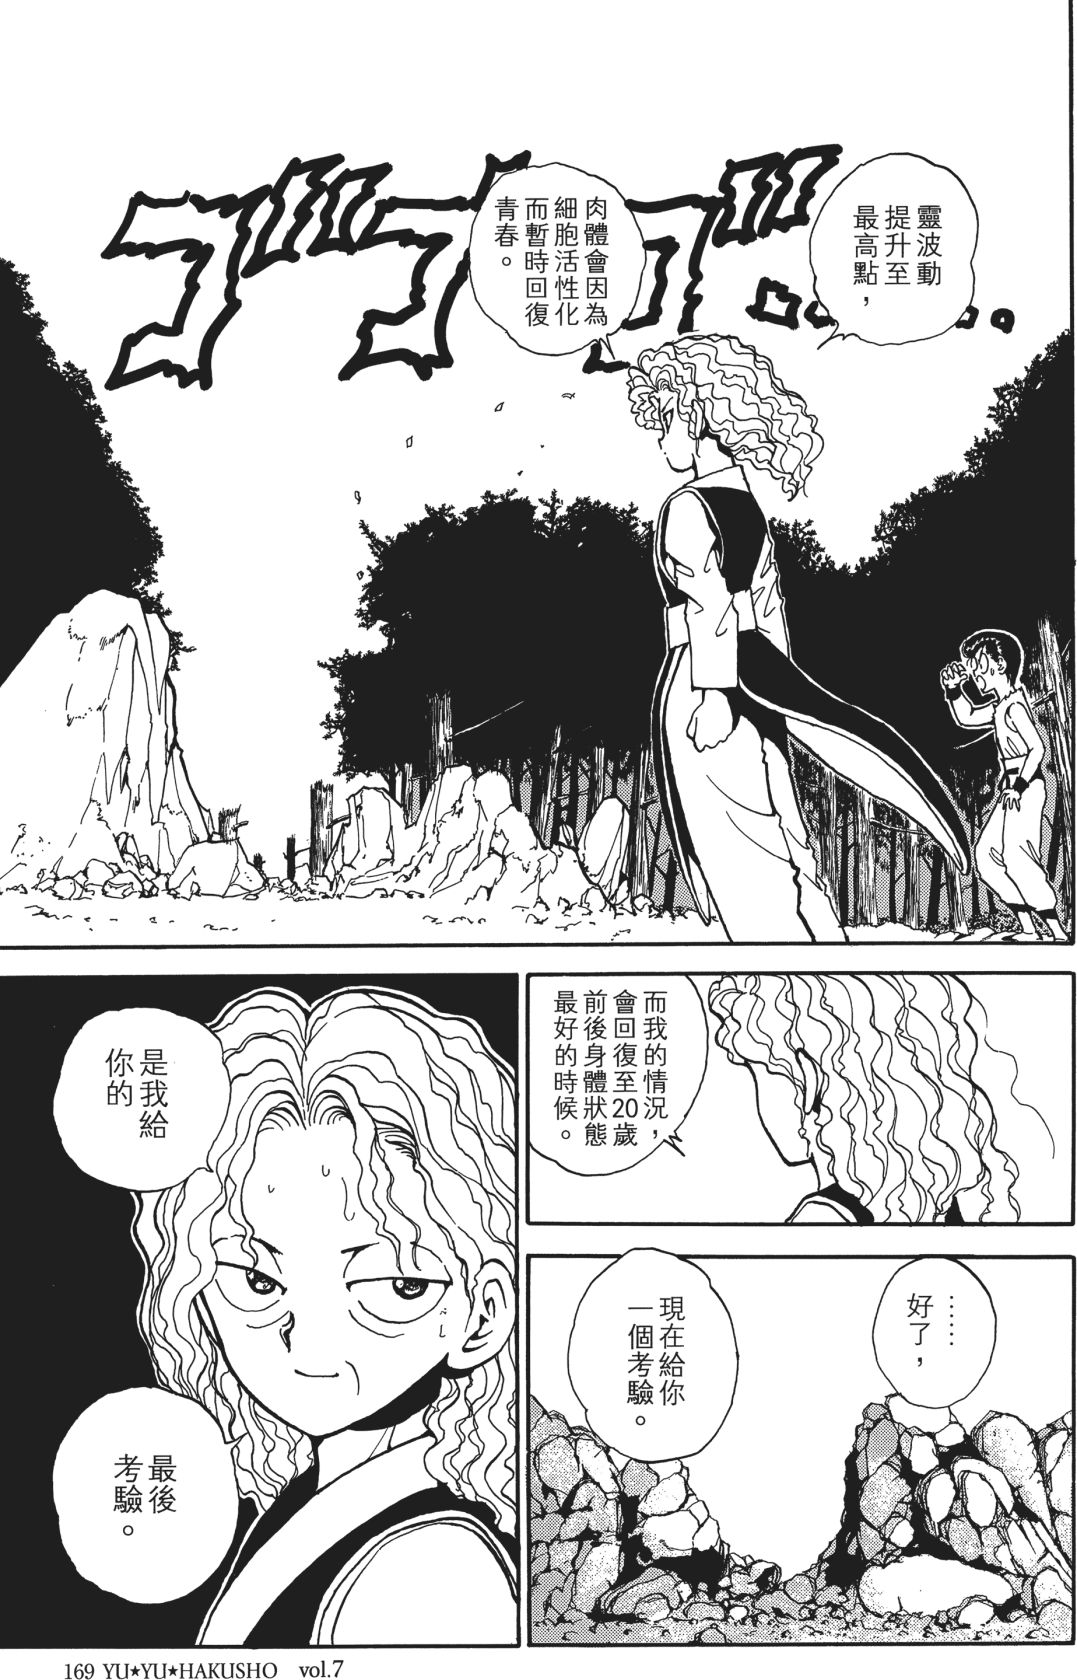 靈波動
提升至
最高點，
肉體會因為
細胞活性化
而暫時回復
青春。
ゴゴゴ……
而我的情況，
會回復至20歲
前後身體狀態
最好的時候。
……
好了，
現在給你
一個考驗。
是我給
你的
最後
考驗。
169 YU★YU★HAKUSHO vol.7